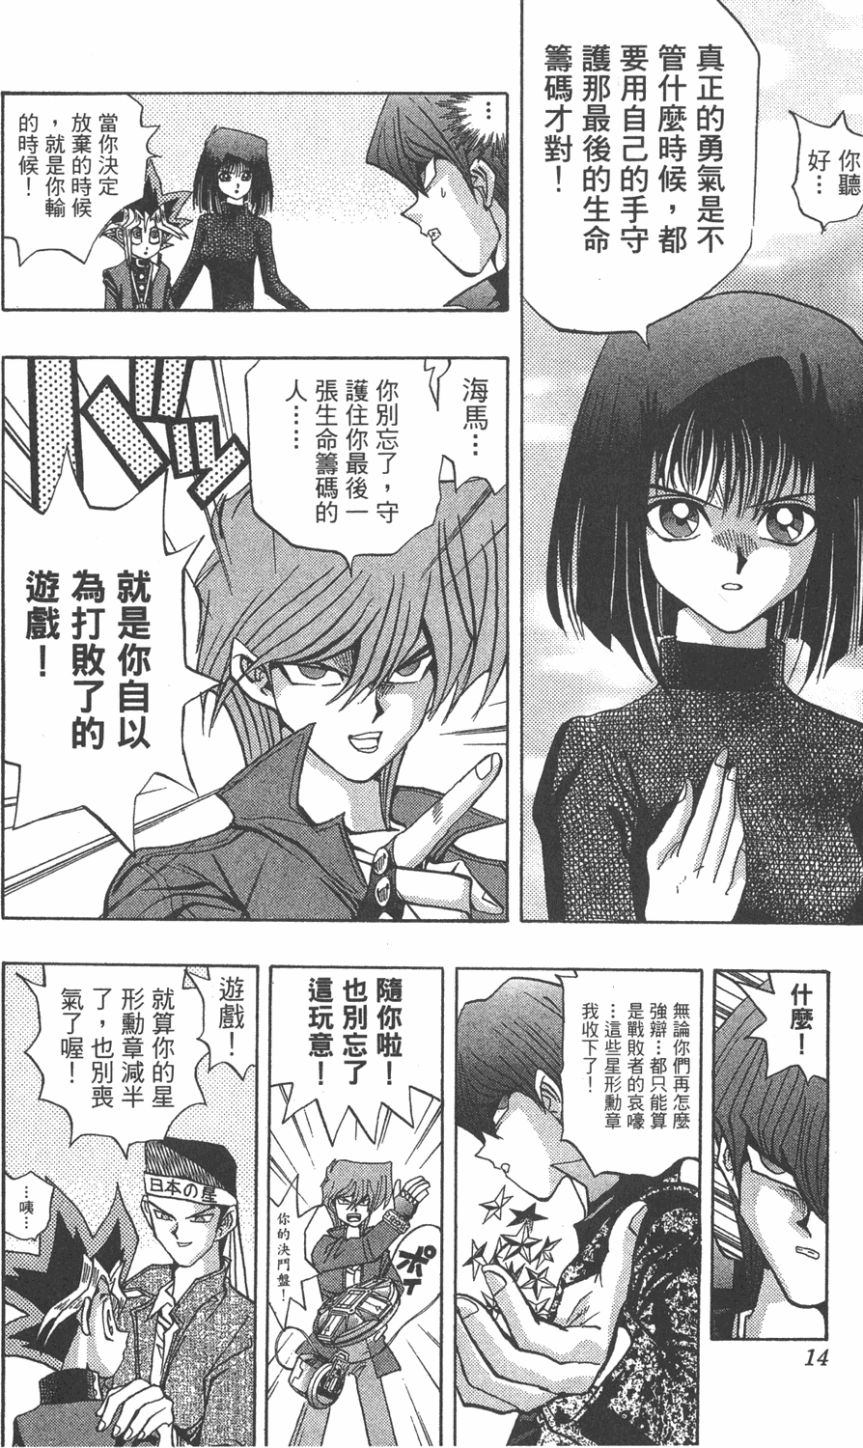 你聽
好…
真正的勇氣是不
管什麼時候，都
要用自己的手守
護那最後的生命
籌碼才對！
…
當你決定
放棄的時候
，就是你輸
的時候！
海馬…
你別忘了，守
護住你最後一
張生命籌碼的
人……
バッ
就是你自以
為打敗了的
遊戲！
什麼！
無論你們再怎麼
強辯…都只能算
是戰敗者的哀嚎
…這些星形勳章
我收下了！
隨你啦！
也別忘了
這玩意！
你的決鬥盤！
ポイ
遊戲！
就算你的星
形勳章減半
了，也別喪
氣了喔！
日本の星
…咦…
14